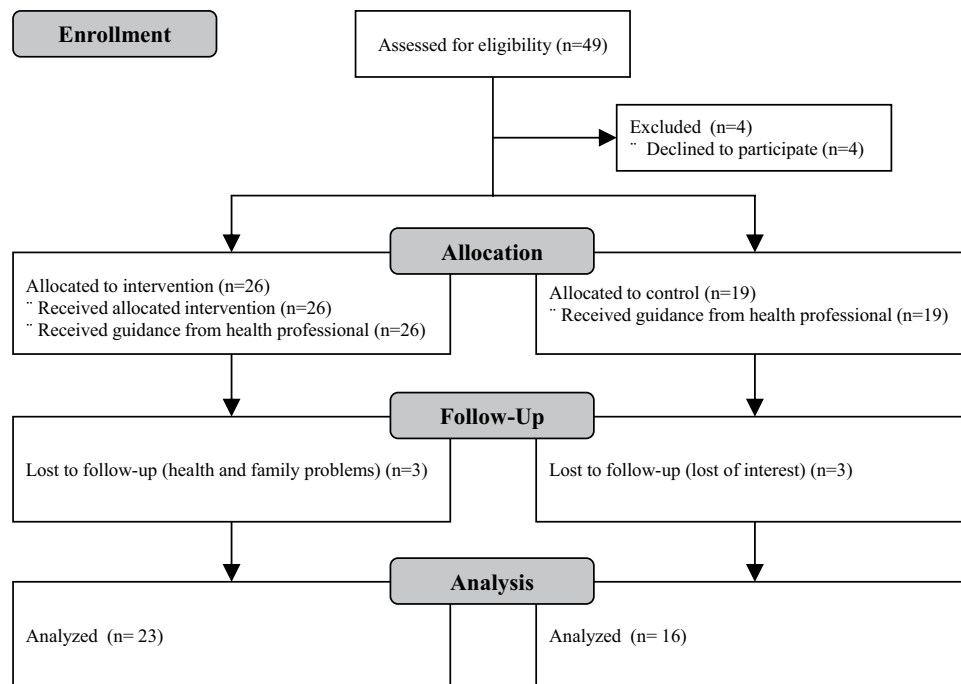 Enrollment
Assessed for eligibility (n=49)
Excluded (n=4)
¨ Declined to participate (n=4)
Allocation
Allocated to intervention (n=26)
¨ Received allocated intervention (n=26)
¨ Received guidance from health professional (n=26)
Allocated to control (n=19)
¨ Received guidance from health professional (n=19)
Follow-Up
Lost to follow-up (health and family problems) (n=3)
Lost to follow-up (lost of interest) (n=3)
Analysis
Analyzed (n= 23)
Analyzed (n= 16)